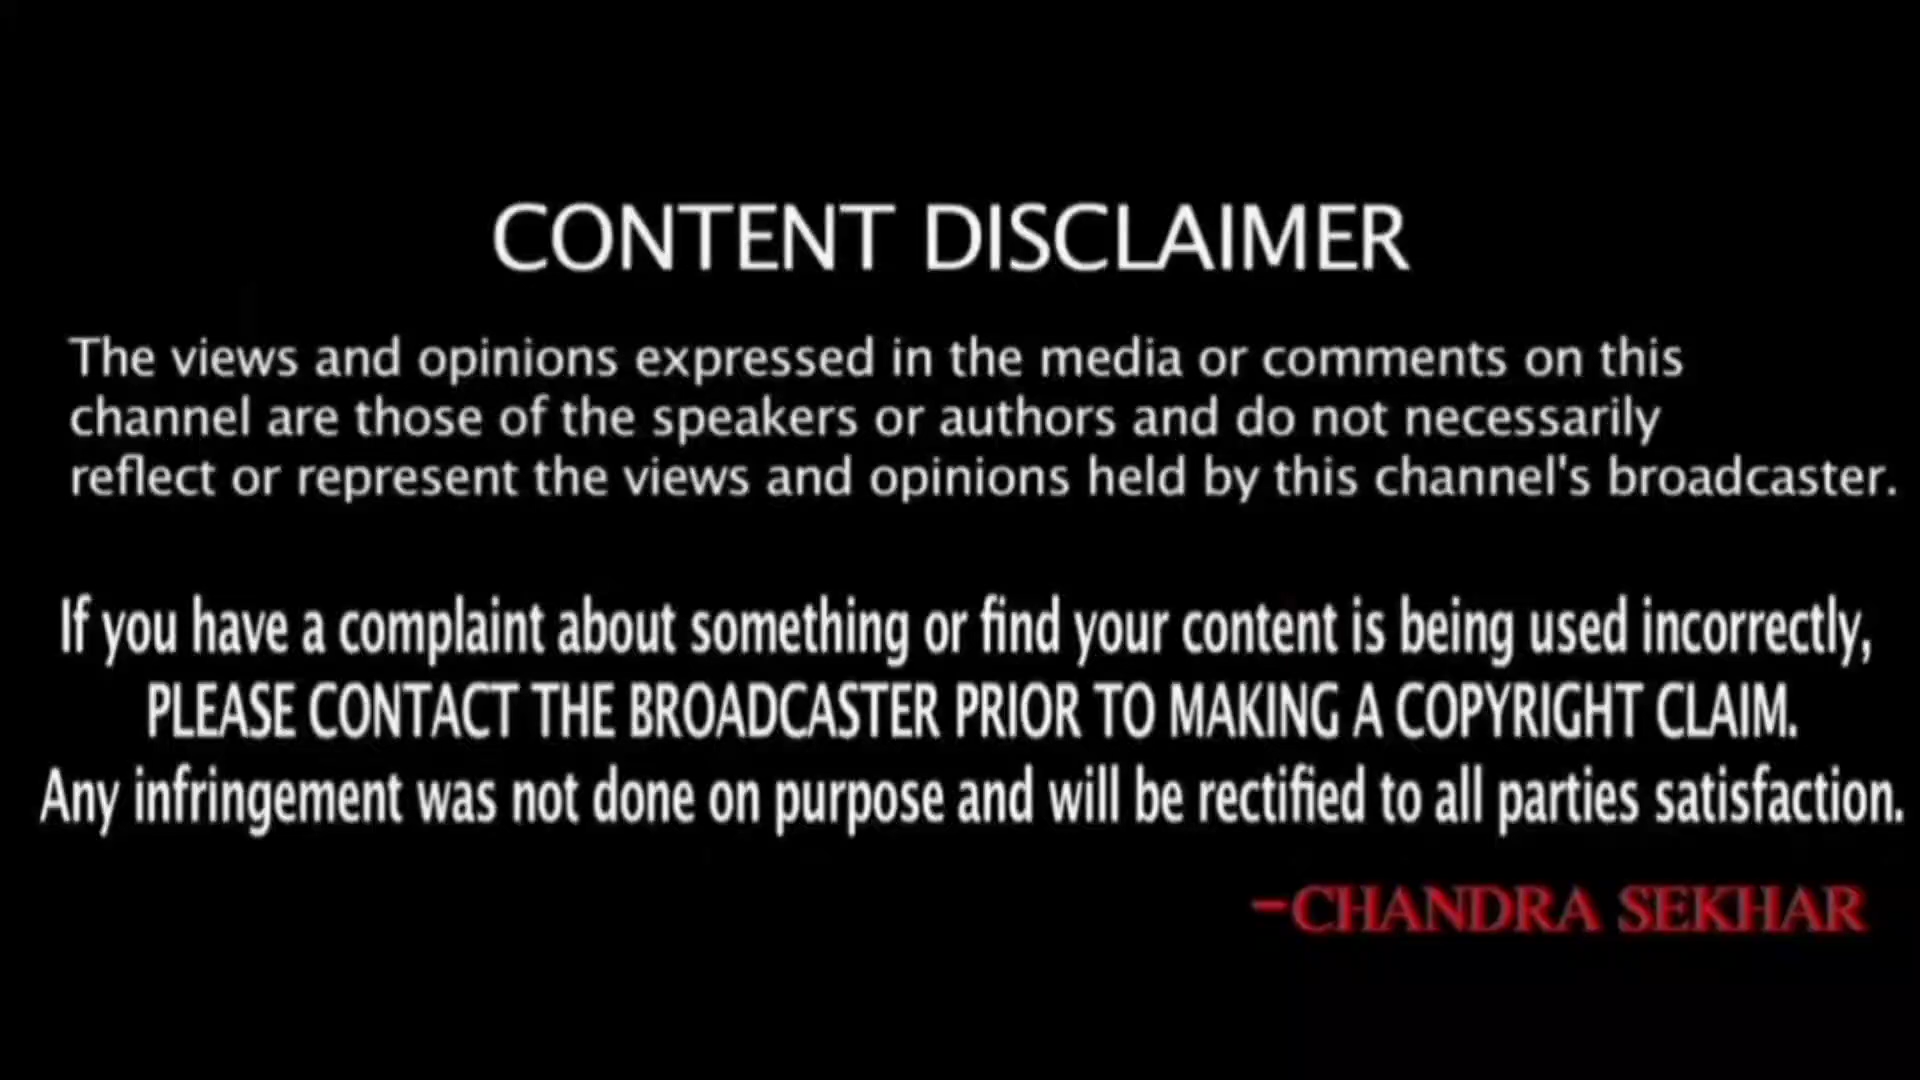 CONTENT DISCLAIMER
The views and opinions expressed in the media or comments on this
channel are those of the speakers or authors and do not necessarily
reflect or represent the views and opinions held by this channel's broadcaster.
If you have a complaint about something or find your content is being used incorrectly,
PLEASE CONTACT THE BROADCASTER PRIOR TO MAKING A COPYRIGHT CLAIM.
Any infringement was not done on purpose and will be rectified to all parties satisfaction.
-CHANDRA SEKHAR